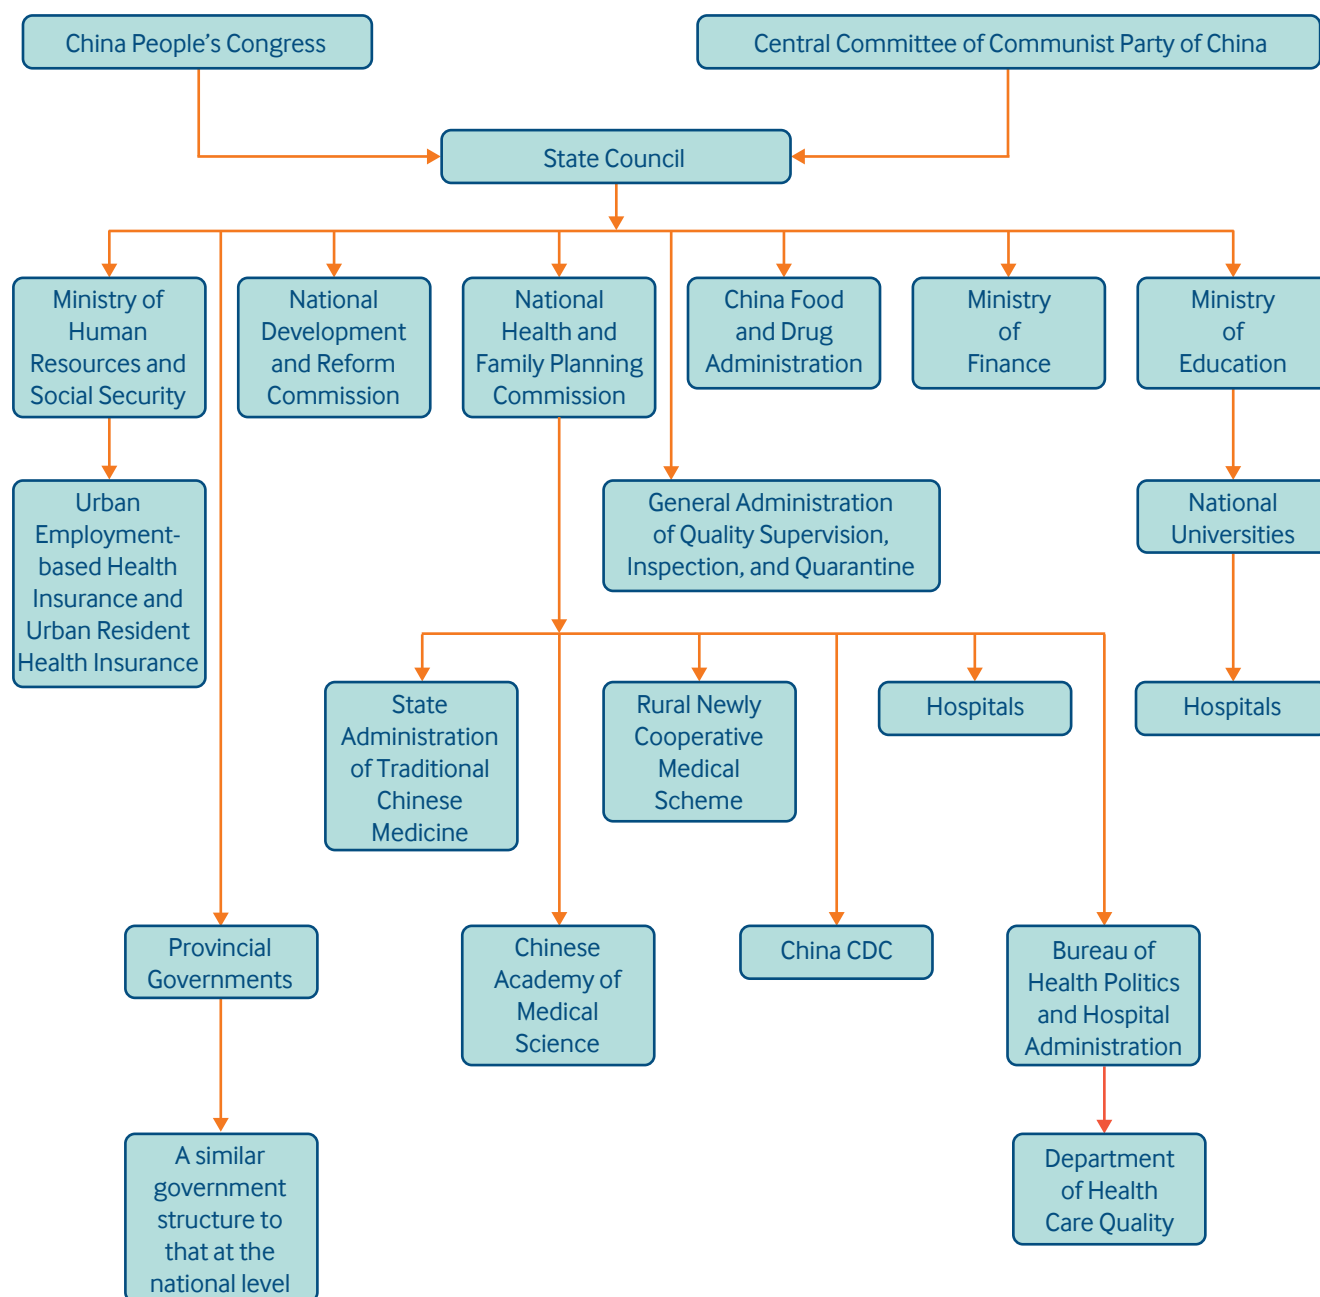 China People’s Congress
Central Committee of Communist Party of China
State Council
Ministry of
Human
Resources and
Social Security
National
Development
and Reform
Commission
National
Health and
Family Planning
Commission
China Food
and Drug
Administration
Ministry
of
Finance
Ministry
of
Education
Urban
Employment-
based Health
Insurance and
Urban Resident
Health Insurance
General Administration
of Quality Supervision,
Inspection, and Quarantine
National
Universities
State
Administration
of Traditional
Chinese
Medicine
Rural Newly
Cooperative
Medical
Scheme
Hospitals
Hospitals
Provincial
Governments
Chinese
Academy of
Medical
Science
China CDC
Bureau of
Health Politics
and Hospital
Administration
A similar
government
structure to
that at the
national level
Department
of Health
Care Quality